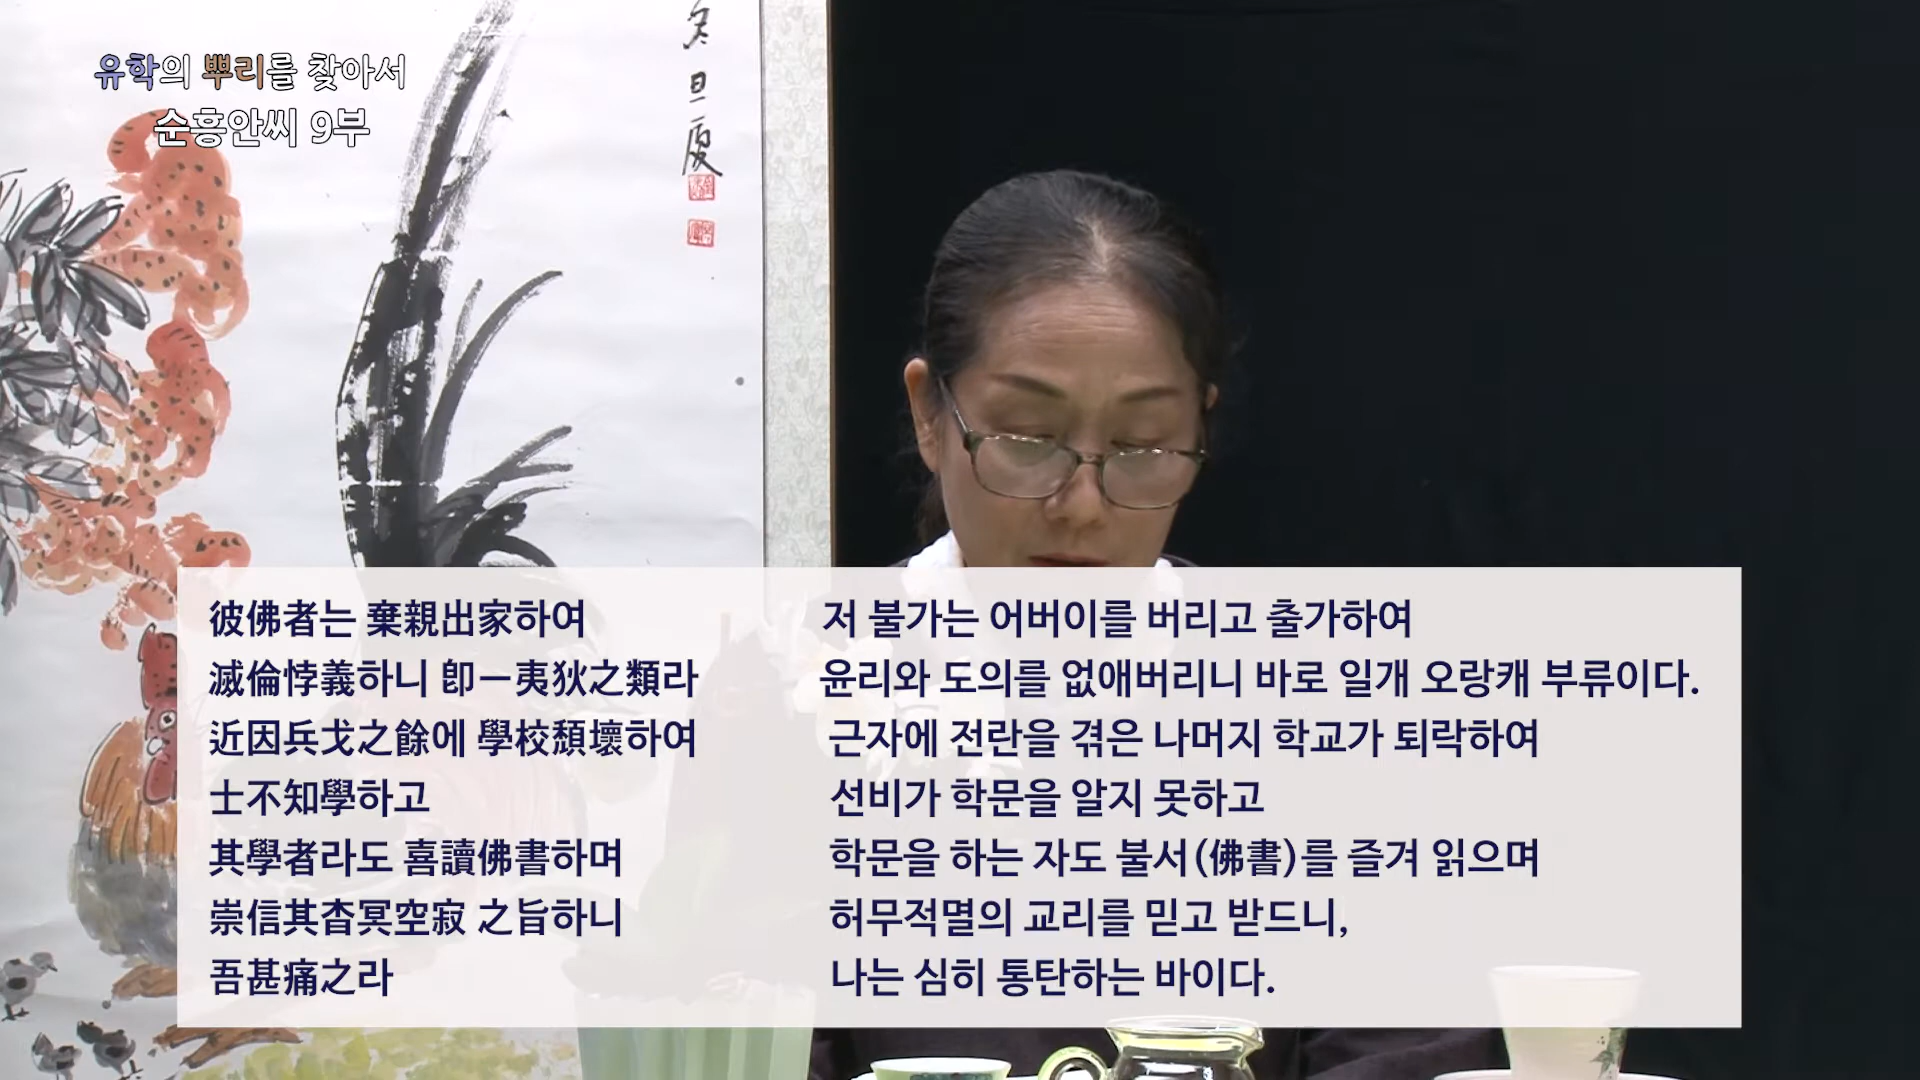 유학의 뿌리를 찾아서
순흥안씨 9부
彼佛者는 棄親出家하여
滅倫悖義하니 卽一夷狄之類라
近因兵戈之餘에 學校頹壞하여
士不知學하고
其學者라도 喜讀佛書하며
崇信其杳冥空寂 之旨하니
吾甚痛之라
저 불가는 어버이를 버리고 출가하여
윤리와 도의를 없애버리니 바로 일개 오랑캐 부류이다.
근자에 전란을 겪은 나머지 학교가 퇴락하여
선비가 학문을 알지 못하고
학문을 하는 자도 불서(佛書)를 즐겨 읽으며
허무적멸의 교리를 믿고 받드니,
나는 심히 통탄하는 바이다.